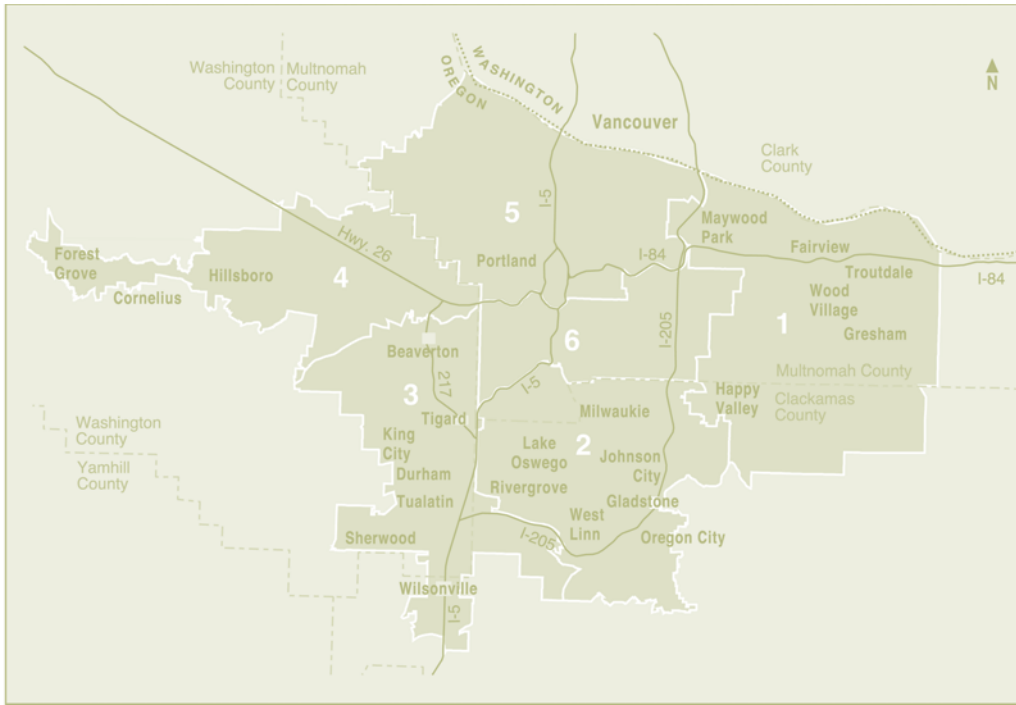 WASHINGTON
OREGON
Washington
County
Multnomah
County
N
Vancouver
Clark
County
5
I-5
Maywood
Park
Hwy. 26
Forest
Grove
Portland
I-84
Fairview
Hillsboro
4
Troutdale
I-84
Cornelius
Wood
Village
1
6
I-205
Gresham
Beaverton
I-5
Multnomah County
217
3
Happy
Valley
Clackamas
County
Tigard
Milwaukie
Washington
County
King
City
Lake
Oswego
2
Johnson
City
Yamhill
County
Durham
Rivergrove
Tualatin
Gladstone
West
Linn
Sherwood
I-205
Oregon City
Wilsonville
I-5